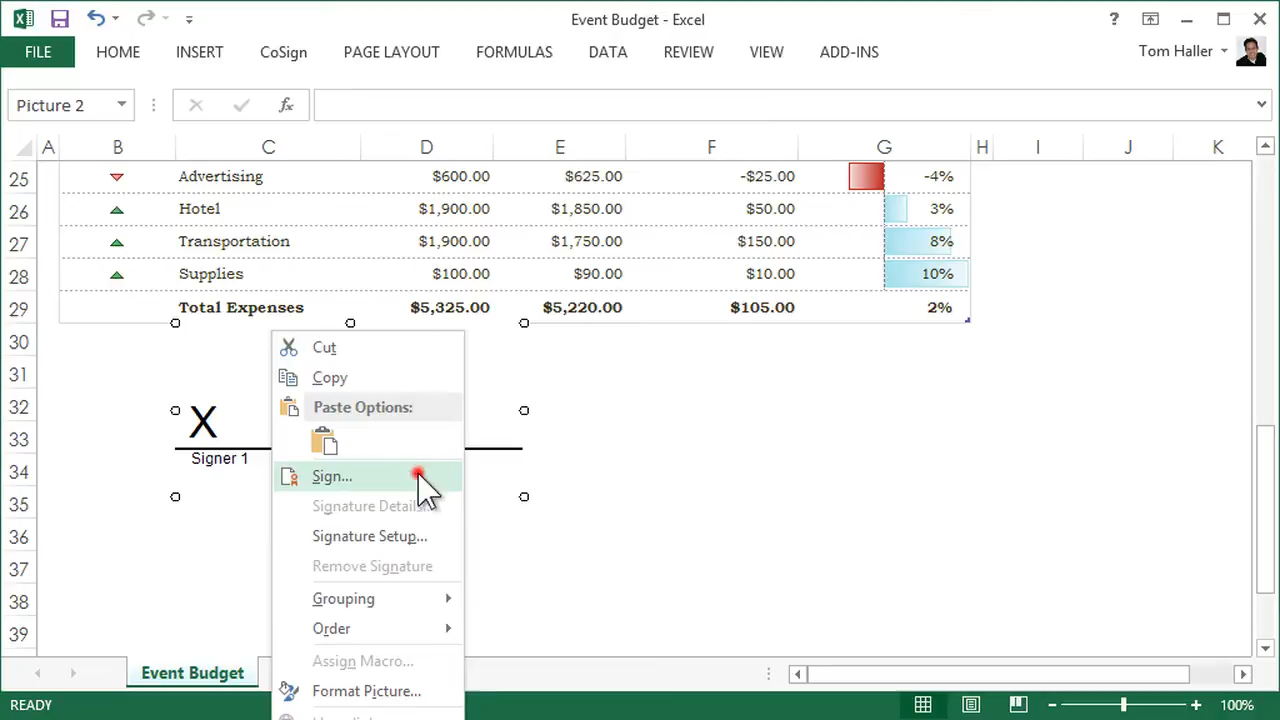 Event Budget - Excel
?
FILE HOME INSERT CoSign PAGE LAYOUT FORMULAS DATA REVIEW VIEW ADD-INS Tom Haller
Picture 2 fx
A B C D E F G H I J K
25 Advertising $600.00 $625.00 -$25.00 -4%
26 Hotel $1,900.00 $1,850.00 $50.00 3%
27 Transportation $1,900.00 $1,750.00 $150.00 8%
28 Supplies $100.00 $90.00 $10.00 10%
29 Total Expenses $5,325.00 $5,220.00 $105.00 2%
30
31
32
33
34
35
36
37
38
39
X
Signer 1
Cut
Copy
Paste Options:
Sign...
Signature Detail
Signature Setup...
Remove Signature
Grouping
Order
Assign Macro...
Format Picture...
Event Budget
READY 100%